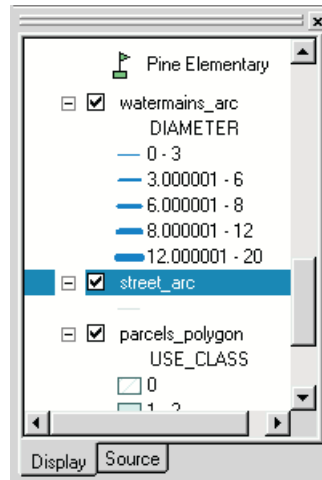 Pine Elementary
watermains_arc
DIAMETER
0 - 3
3.000001 - 6
6.000001 - 8
8.000001 - 12
12.000001 - 20
street_arc
parcels_polygon
USE_CLASS
0
1 - 2
Display Source